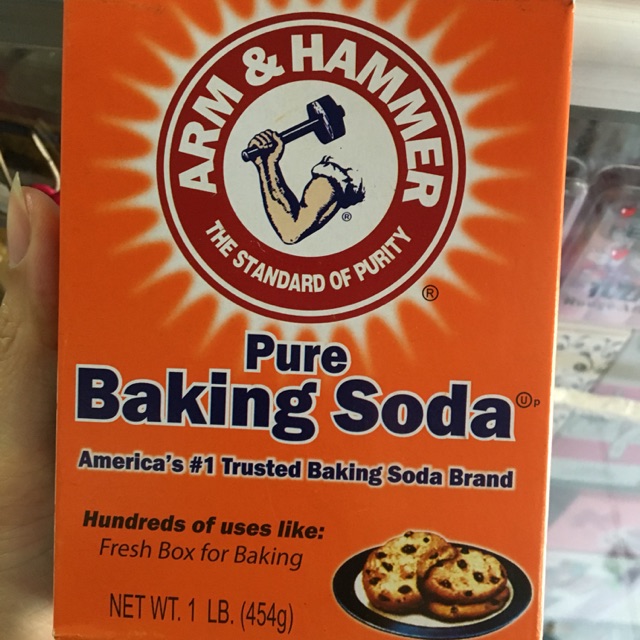 ARM & HAMMER
®
THE STANDARD OF PURITY
®
Pure
Baking Soda Ⓤp
America's #1 Trusted Baking Soda Brand
Hundreds of uses like:
Fresh Box for Baking
NET WT. 1 LB. (454g)